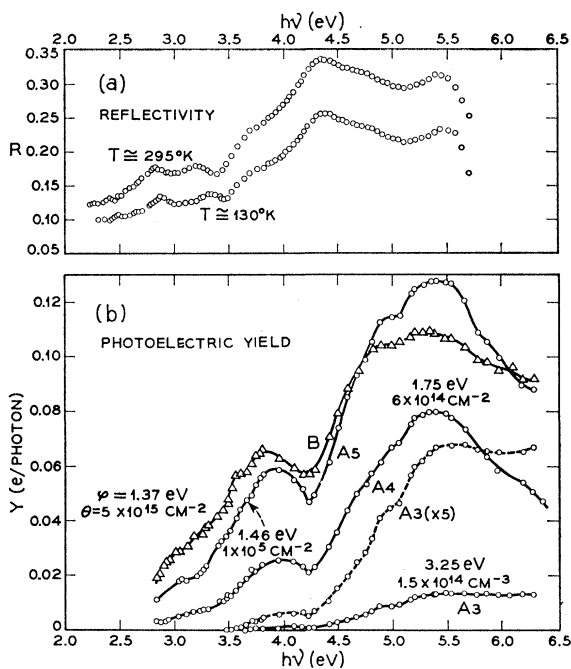 hν (eV)
2.0 2.5 3.0 3.5 4.0 4.5 5.0 5.5 6.0 6.5
0.35
0.30
0.25
R 0.20
0.15
0.10
0.05
(a)
REFLECTIVITY
T ≅ 295°K
T ≅ 130°K
(b)
PHOTOELECTRIC YIELD
Y (e/PHOTON)
0.12
0.10
0.08
0.06
0.04
0.02
0
B
A5
1.75 eV
6 × 10¹⁴ CM⁻²
A4
A3 (×5)
φ = 1.37 eV
θ = 5 × 10¹⁵ CM⁻²
1.46 eV
1 × 10⁵ CM⁻²
3.25 eV
1.5 × 10¹⁴ CM⁻³
A3
2.0 2.5 3.0 3.5 4.0 4.5 5.0 5.5 6.0 6.5
hν (eV)